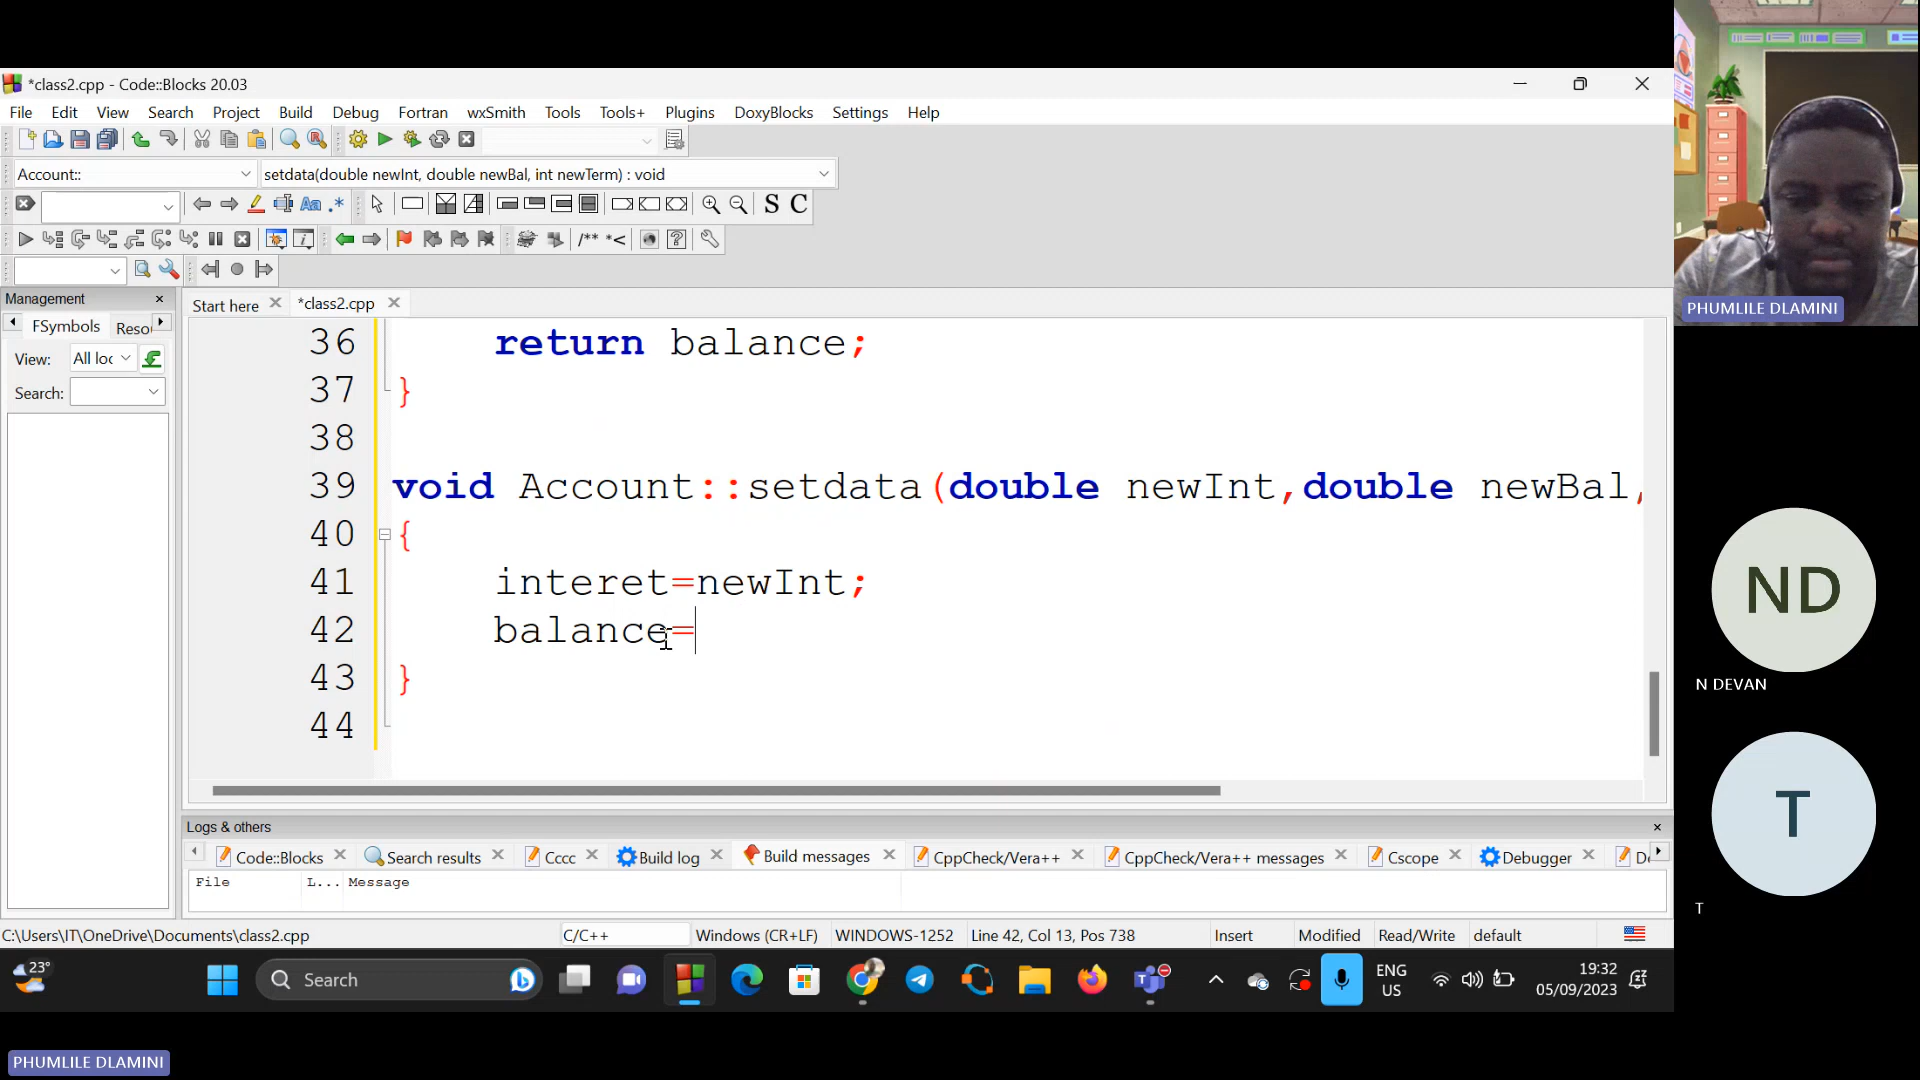 *class2.cpp - Code::Blocks 20.03
File Edit View Search Project Build Debug Fortran wxSmith Tools Tools+ Plugins DoxyBlocks Settings Help
Account:: setdata(double newInt, double newBal, int newTerm) : void
S C
/** *<
Management
Start here *class2.cpp
FSymbols Reso
View: All loc
Search:
36 return balance;
37 }
38
39 void Account::setdata(double newInt,double newBal,
40 {
41 interet=newInt;
42 balance=
43 }
44
Logs & others
Code::Blocks Search results Cccc Build log Build messages CppCheck/Vera++ CppCheck/Vera++ messages Cscope Debugger De
File L... Message
C:\Users\IT\OneDrive\Documents\class2.cpp C/C++ Windows (CR+LF) WINDOWS-1252 Line 42, Col 13, Pos 738 Insert Modified Read/Write default
23° Search ENG US 19:32 05/09/2023
PHUMLILE DLAMINI
ND
N DEVAN
T
T
PHUMLILE DLAMINI